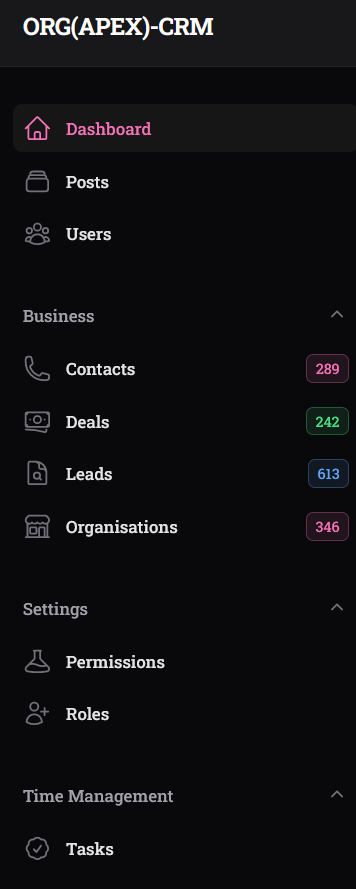 ORG(APEX)-CRM
Dashboard
Posts
Users
Business
Contacts 289
Deals 242
Leads 613
Organisations 346
Settings
Permissions
Roles
Time Management
Tasks